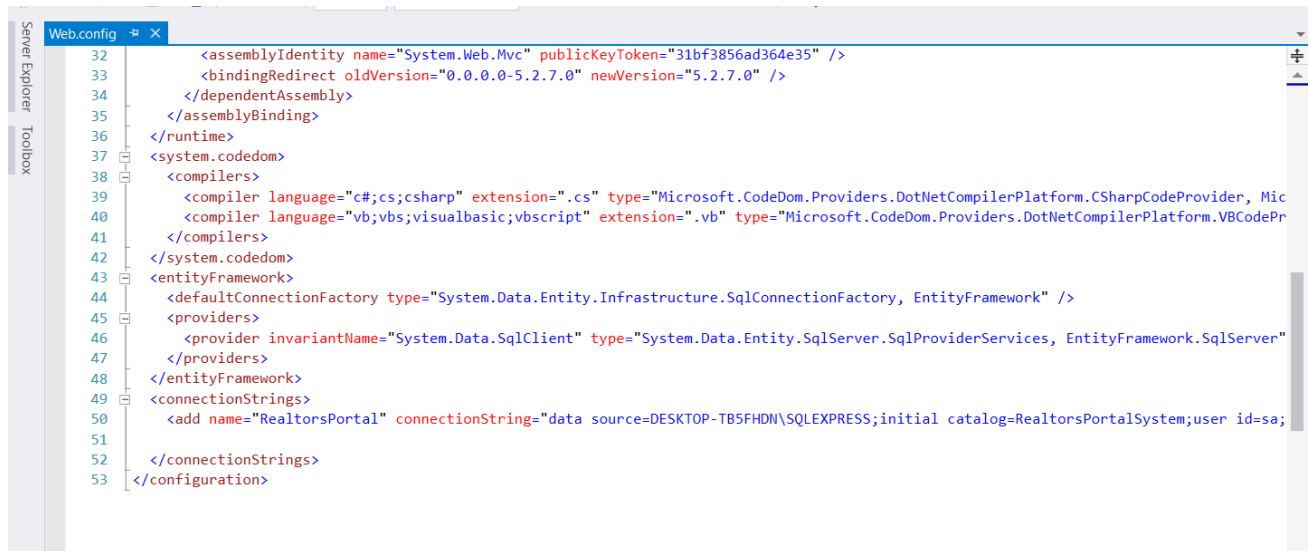 Server Explorer
Toolbox
Web.config
32 <assemblyIdentity name="System.Web.Mvc" publicKeyToken="31bf3856ad364e35" />
33 <bindingRedirect oldVersion="0.0.0.0-5.2.7.0" newVersion="5.2.7.0" />
34 </dependentAssembly>
35 </assemblyBinding>
36 </runtime>
37 <system.codedom>
38 <compilers>
39 <compiler language="c#;cs;csharp" extension=".cs" type="Microsoft.CodeDom.Providers.DotNetCompilerPlatform.CSharpCodeProvider, Mic
40 <compiler language="vb;vbs;visualbasic;vbscript" extension=".vb" type="Microsoft.CodeDom.Providers.DotNetCompilerPlatform.VBCodePr
41 </compilers>
42 </system.codedom>
43 <entityFramework>
44 <defaultConnectionFactory type="System.Data.Entity.Infrastructure.SqlConnectionFactory, EntityFramework" />
45 <providers>
46 <provider invariantName="System.Data.SqlClient" type="System.Data.Entity.SqlServer.SqlProviderServices, EntityFramework.SqlServer"
47 </providers>
48 </entityFramework>
49 <connectionStrings>
50 <add name="RealtorsPortal" connectionString="data source=DESKTOP-TB5FHDN\SQLEXPRESS;initial catalog=RealtorsPortalSystem;user id=sa;
51
52 </connectionStrings>
53 </configuration>